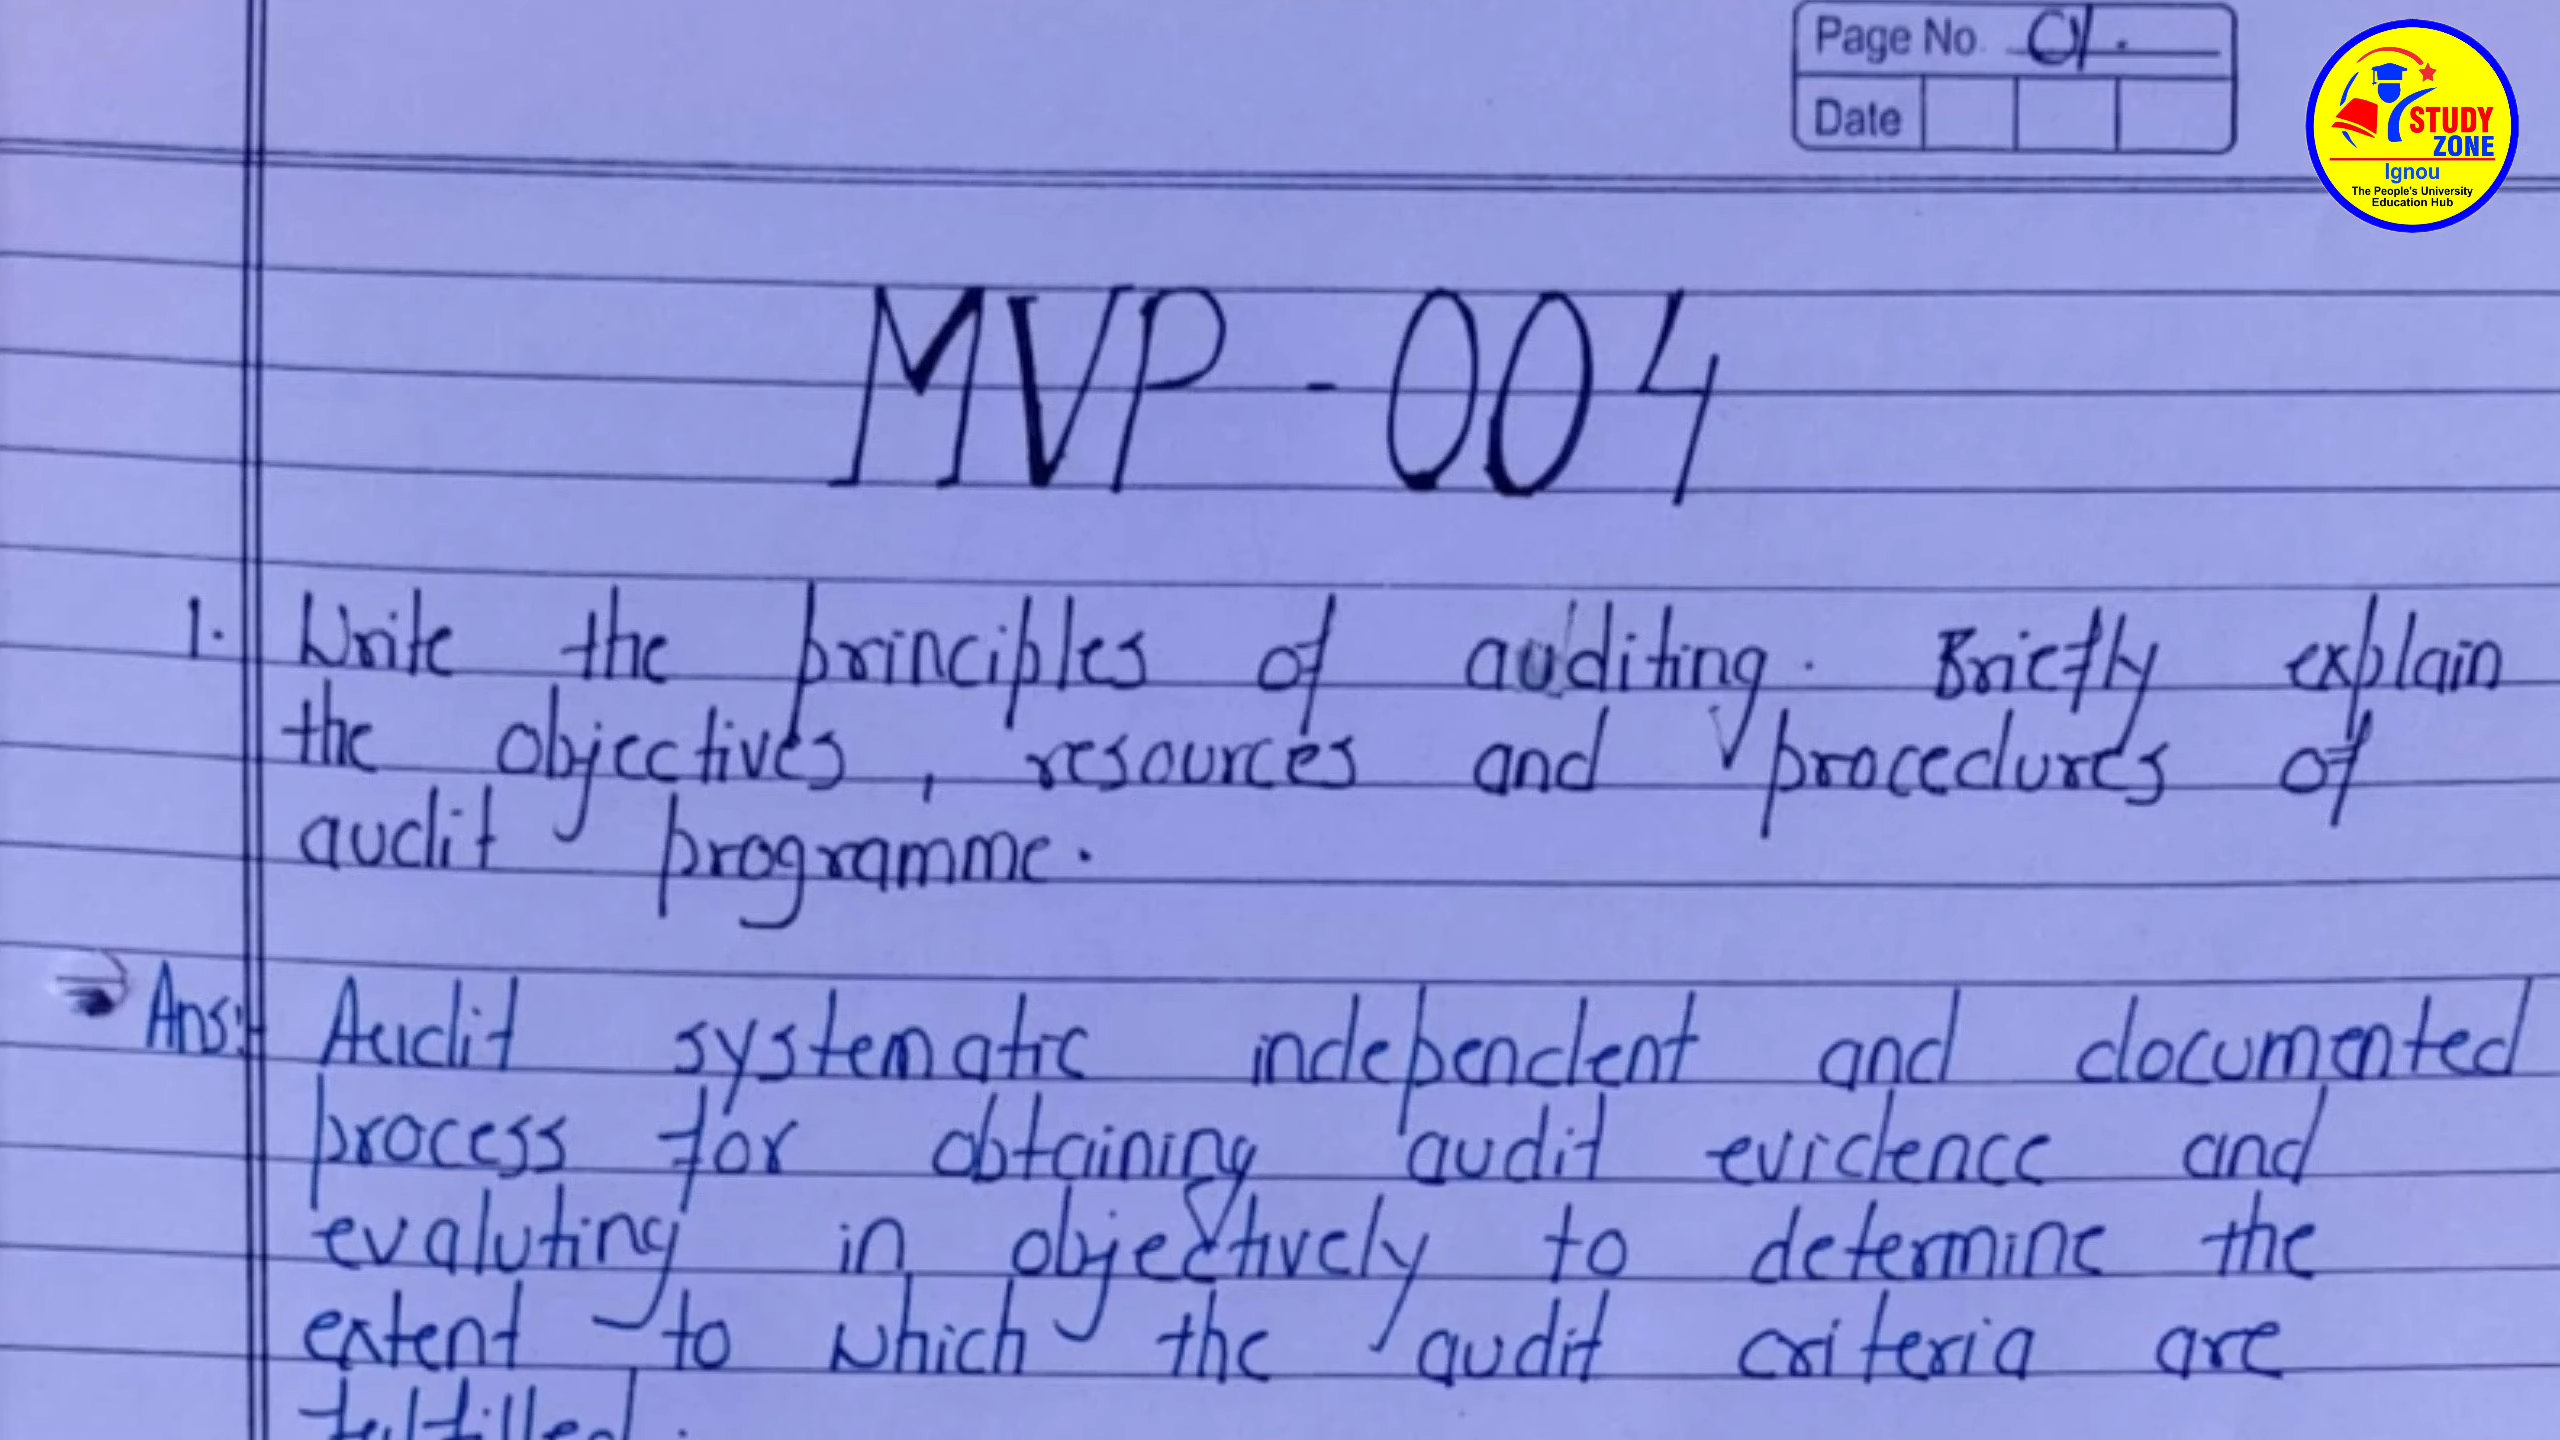 Page No. 01.
Date
STUDY
ZONE
Ignou
The People's University
Education Hub
MVP-004
1. Write the principles of auditing. Briefly explain
the objectives, resources and procedures of
audit programme.
Ans: Audit systematic independent and documented
process for obtaining audit evidence and
evaluting in objectively to determine the
extent to which the audit criteria are
fulfilled.